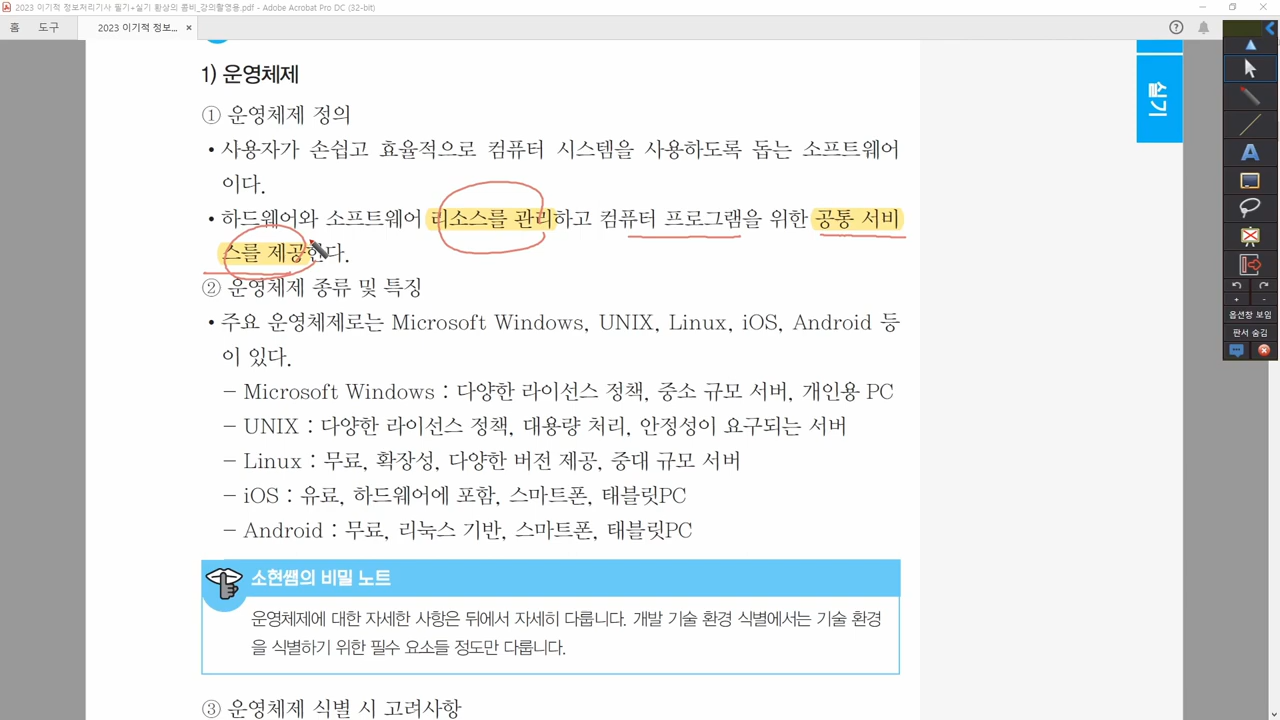 2023 이기적 정보처리기사 필기+실기 환상의 콤비_강의촬영용.pdf - Adobe Acrobat Pro DC (32-bit)
홈 도구 2023 이기적 정보... ×
실기
1) 운영체제
① 운영체제 정의
• 사용자가 손쉽고 효율적으로 컴퓨터 시스템을 사용하도록 돕는 소프트웨어
이다.
• 하드웨어와 소프트웨어 리소스를 관리하고 컴퓨터 프로그램을 위한 공통 서비
스를 제공한다.
② 운영체제 종류 및 특징
• 주요 운영체제로는 Microsoft Windows, UNIX, Linux, iOS, Android 등
이 있다.
– Microsoft Windows : 다양한 라이선스 정책, 중소 규모 서버, 개인용 PC
– UNIX : 다양한 라이선스 정책, 대용량 처리, 안정성이 요구되는 서버
– Linux : 무료, 확장성, 다양한 버전 제공, 중대 규모 서버
– iOS : 유료, 하드웨어에 포함, 스마트폰, 태블릿PC
– Android : 무료, 리눅스 기반, 스마트폰, 태블릿PC
소현쌤의 비밀 노트
운영체제에 대한 자세한 사항은 뒤에서 자세히 다룹니다. 개발 기술 환경 식별에서는 기술 환경
을 식별하기 위한 필수 요소들 정도만 다룹니다.
③ 운영체제 식별 시 고려사항
A
+ -
옵션창 보임
판서 숨김